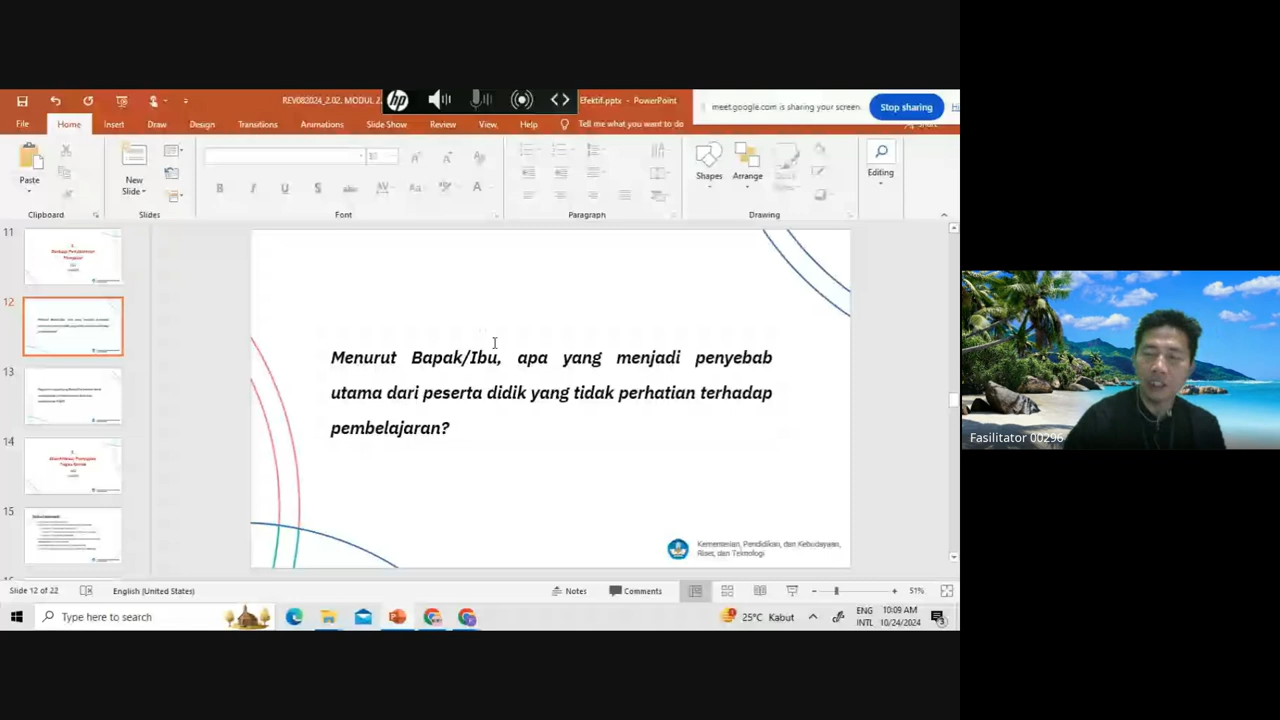 REV082024_2.02. MODUL 2.
hp
Efektif.pptx - PowerPoint
meet.google.com is sharing your screen.
Stop sharing
File Home Insert Draw Design Transitions Animations Slide Show Review View Help Tell me what you want to do
Paste
New
Slide
Shapes
Arrange
Editing
Clipboard
Slides
Font
Paragraph
Drawing
11
12
13
14
15
Menurut Bapak/Ibu, apa yang menjadi penyebab
utama dari peserta didik yang tidak perhatian terhadap
pembelajaran?
Kementerian, Pendidikan, dan Kebudayaan,
Riset, dan Teknologi
Fasilitator 00296
Slide 12 of 22
English (United States)
Notes
Comments
51%
Type here to search
25°C Kabut
ENG
INTL
10:09 AM
10/24/2024
3